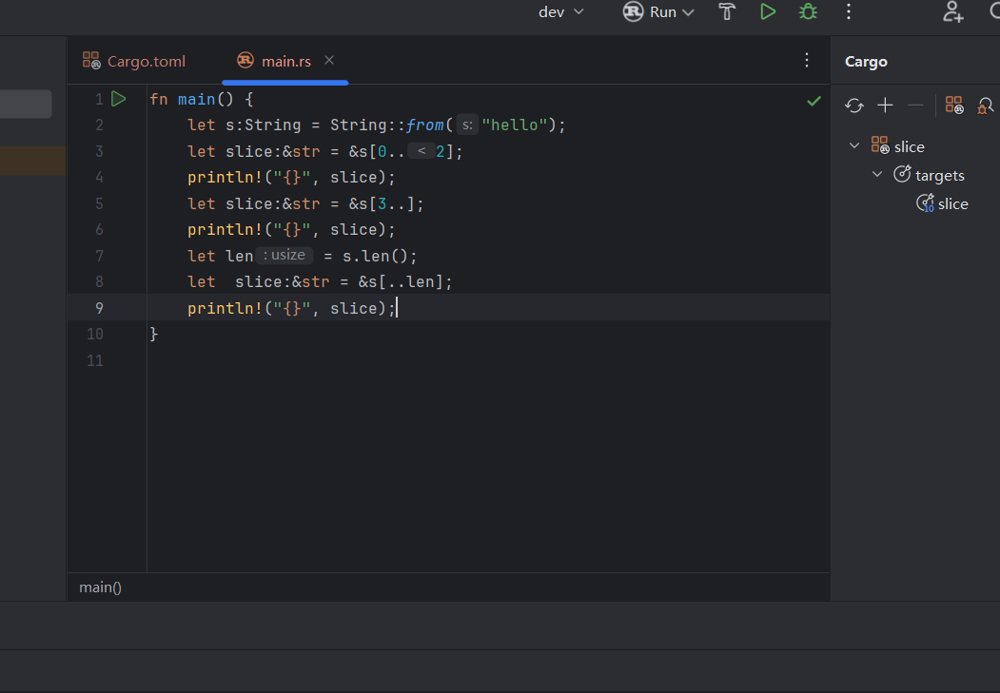 dev Run
Cargo.toml main.rs Cargo
1 fn main() {
2 let s:String = String::from( s: "hello");
3 let slice:&str = &s[0.. < 2];
4 println!("{}", slice);
5 let slice:&str = &s[3..];
6 println!("{}", slice);
7 let len : usize = s.len();
8 let  slice:&str = &s[..len];
9 println!("{}", slice);
10 }
11
slice
targets
slice
main()